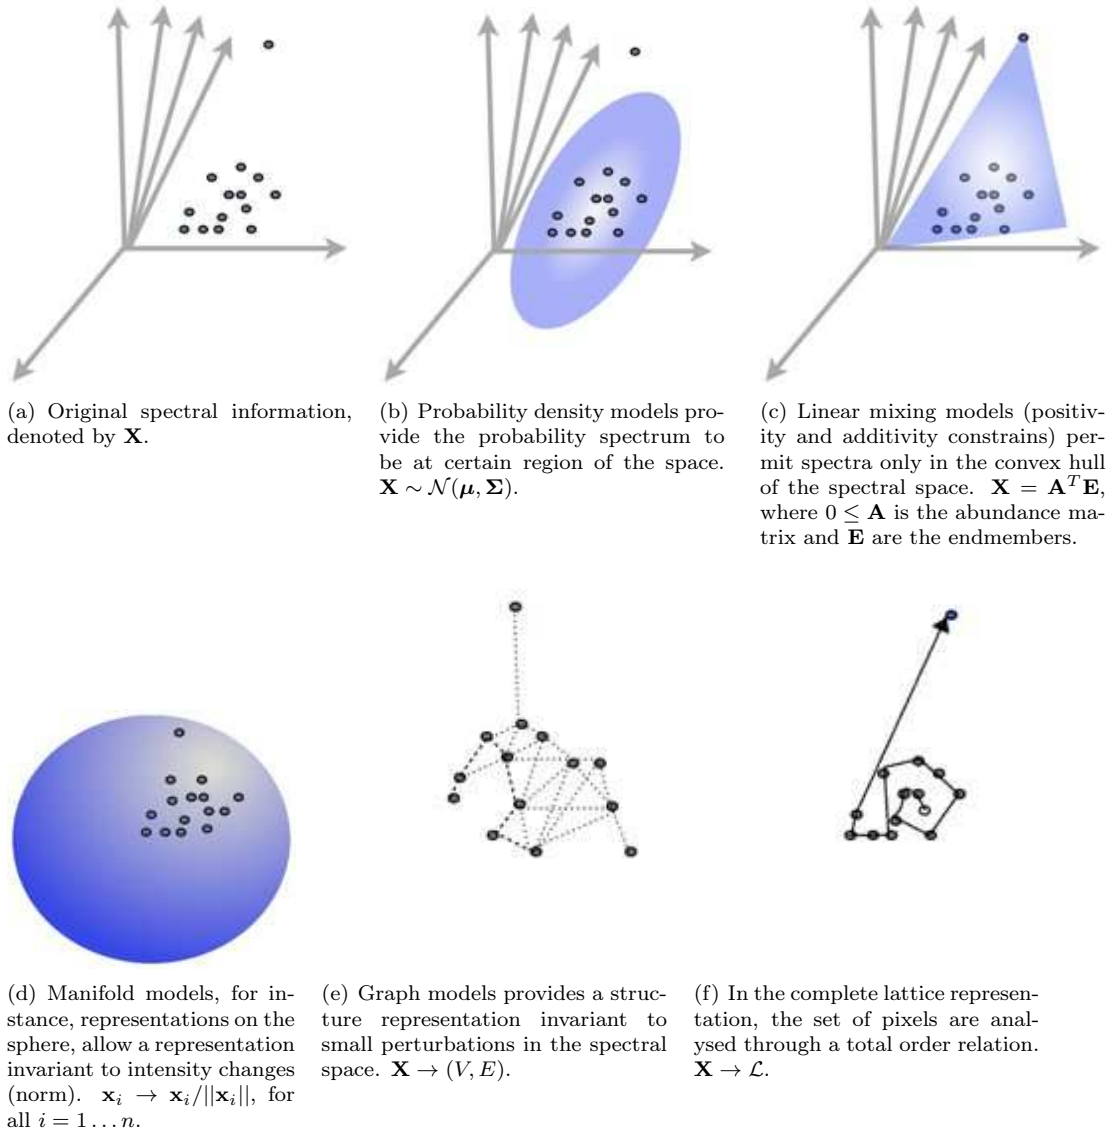 (a) Original spectral information,
denoted by X.
(b) Probability density models pro-
vide the probability spectrum to
be at certain region of the space.
X ∼ N(μ, Σ).
(c) Linear mixing models (positiv-
ity and additivity constrains) per-
mit spectra only in the convex hull
of the spectral space. X = A^T E,
where 0 ≤ A is the abundance ma-
trix and E are the endmembers.
(d) Manifold models, for in-
stance, representations on the
sphere, allow a representation
invariant to intensity changes
(norm). x_i → x_i/||x_i||, for
all i = 1 . . . n.
(e) Graph models provides a struc-
ture representation invariant to
small perturbations in the spectral
space. X → (V, E).
(f) In the complete lattice represen-
tation, the set of pixels are anal-
ysed through a total order relation.
X → ℒ.